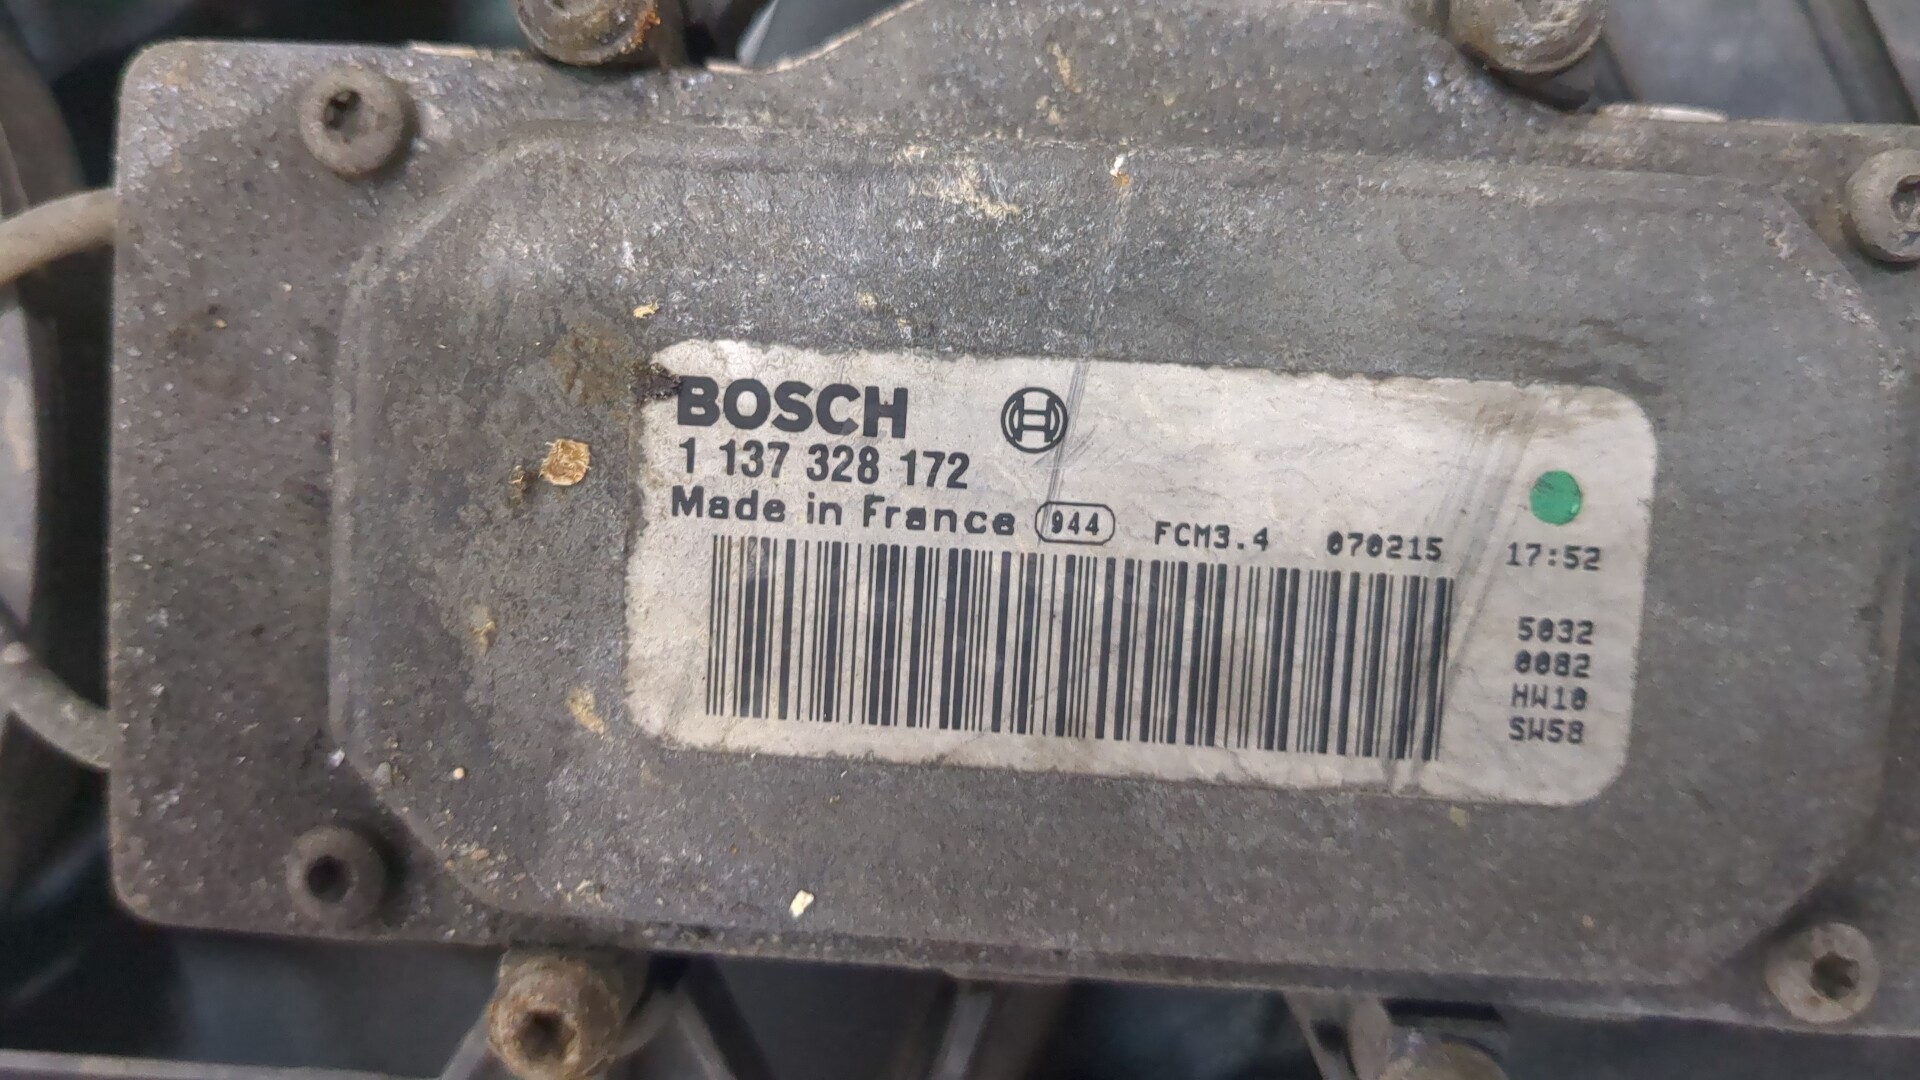 BOSCH
1 137 328 172
Made in France 944 FCM3.4 070215 17:52
5032
0082
HW10
SW58